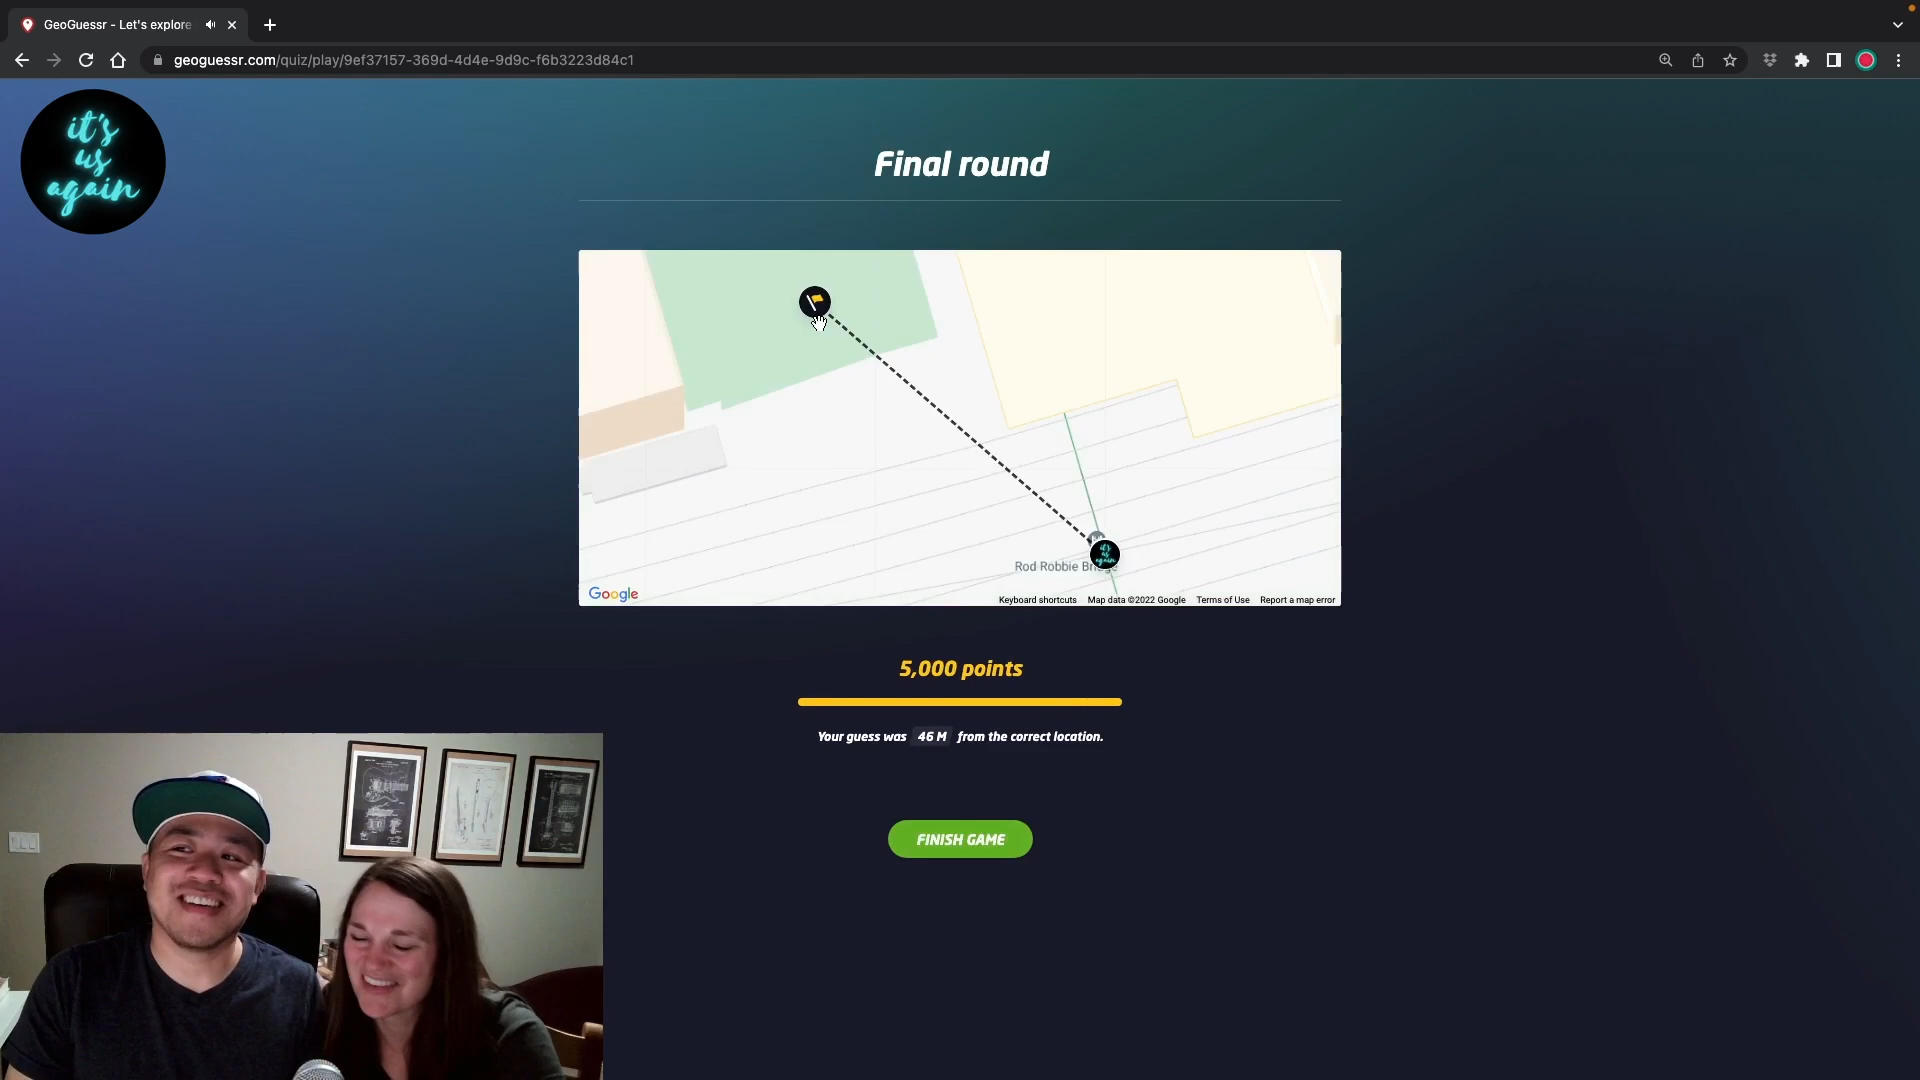 GeoGuessr - Let's explore
geoguessr.com/quiz/play/9ef37157-369d-4d4e-9d9c-f6b3223d84c1
it's
us
again
Final round
Rod Robbie
Google
Keyboard shortcuts
Map data ©2022 Google
Terms of Use
Report a map error
5,000 points
Your guess was 46 M from the correct location.
FINISH GAME